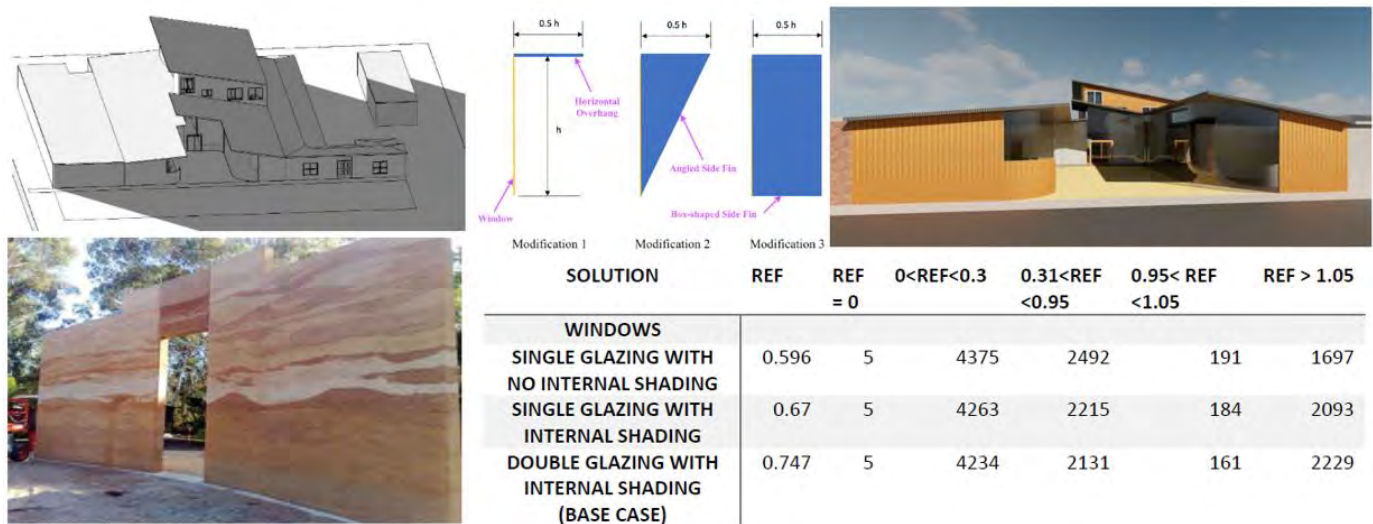 0.5 h
0.5 h
0.5 h
Horizontal
Overhang
h
Angled Side Fin
Window
Box-shaped Side Fin
Modification 1
Modification 2
Modification 3
SOLUTION REF REF = 0 0<REF<0.3 0.31<REF <0.95 0.95< REF <1.05 REF > 1.05
WINDOWS
SINGLE GLAZING WITH NO INTERNAL SHADING 0.596 5 4375 2492 191 1697
SINGLE GLAZING WITH INTERNAL SHADING 0.67 5 4263 2215 184 2093
DOUBLE GLAZING WITH INTERNAL SHADING (BASE CASE) 0.747 5 4234 2131 161 2229